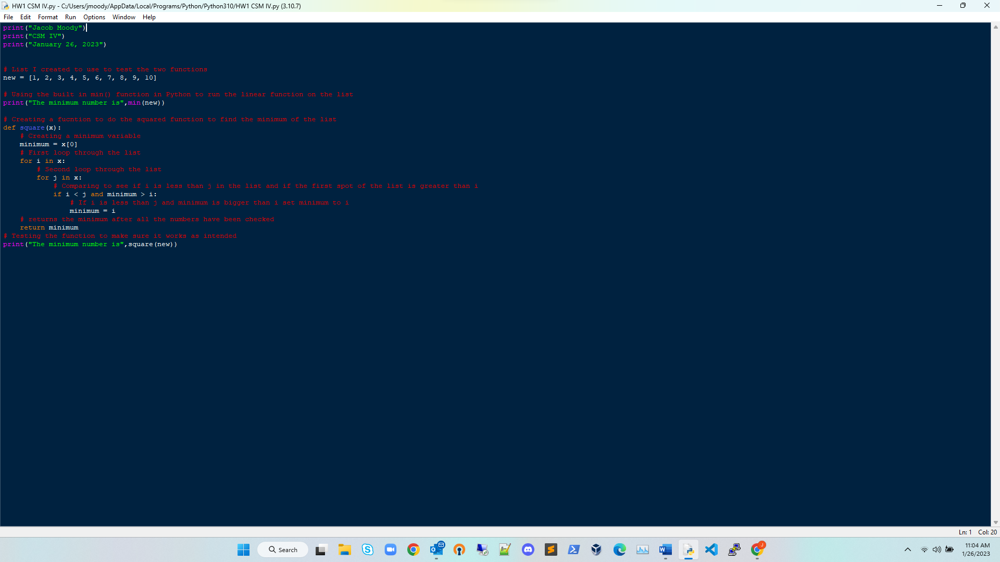 HW1 CSM IV.py - C:/Users/jmoody/AppData/Local/Programs/Python/Python310/HW1 CSM IV.py (3.10.7)
File Edit Format Run Options Window Help
print("Jacob Moody")
print("CSM IV")
print("January 26, 2023")
# List I created to use to test the two functions
new = [1, 2, 3, 4, 5, 6, 7, 8, 9, 10]
# Using the built in min() function in Python to run the linear function on the list
print("The minimum number is",min(new))
# Creating a fucntion to do the squared function to find the minimum of the list
def square(x):
    # Creating a minimum variable
    minimum = x[0]
    # First loop through the list
    for i in x:
        # Second loop through the list
        for j in x:
            # Comparing to see if i is less than j in the list and if the first spot of the list is greater than i
            if i < j and minimum > i:
                # If i is less than j and minimum is bigger than i set minimum to i
                minimum = i
    # returns the minimum after all the numbers have been checked
    return minimum
# Testing the function to make sure it works as intended
print("The minimum number is",square(new))
Ln: 1 Col: 20
Search
11:04 AM
1/26/2023